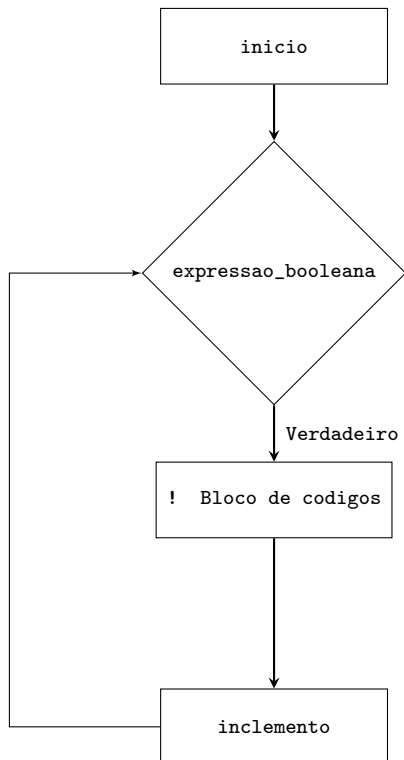 inicio
expressao_booleana
Verdadeiro
! Bloco de codigos
inclemento